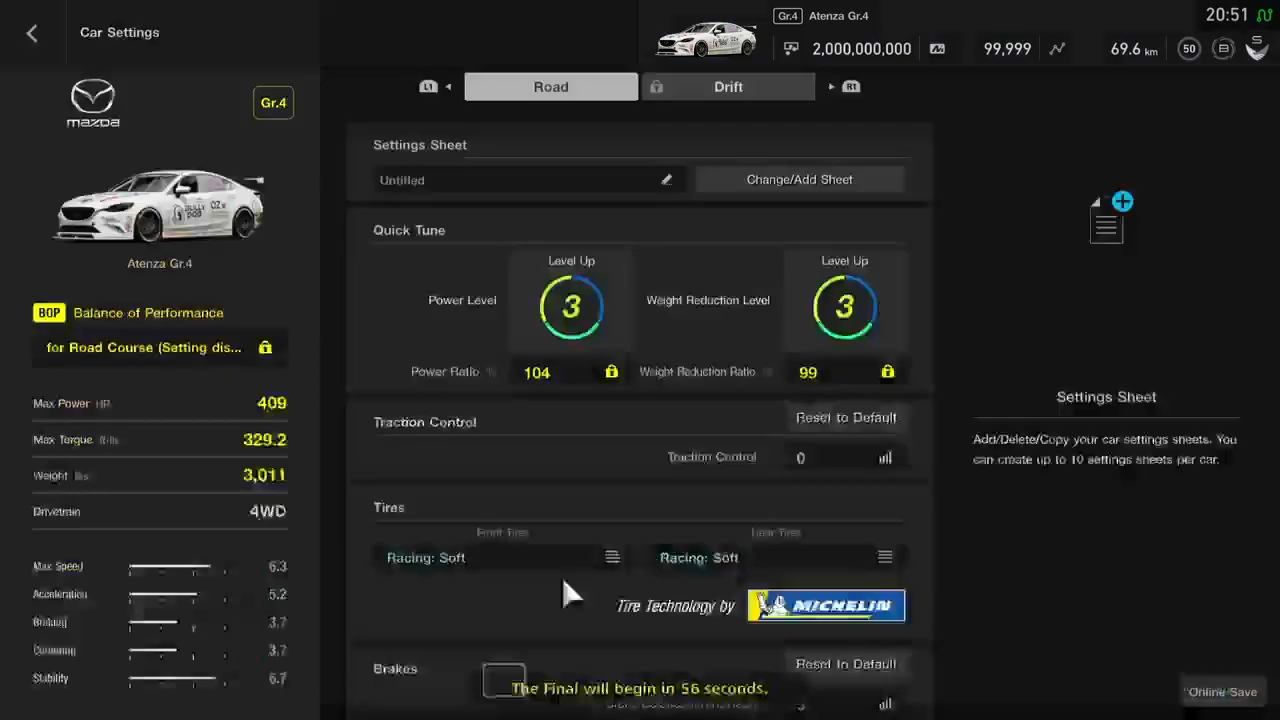 20:51
Car Settings
Gr.4 Atenza Gr.4
2,000,000,000 99,999 69.6 km 50 B S
L1 Road Drift R1
mazda
Gr.4
Settings Sheet
Untitled Change/Add Sheet
Quick Tune
Level Up Level Up
Power Level 3 Weight Reduction Level 3
Power Ratio 104 Weight Reduction Ratio 99
Atenza Gr.4
BOP Balance of Performance
for Road Course (Setting dis...
Max Power HP 409
Max Torque 329.2
Weight lbs 3,011
Drivetrain 4WD
Max Speed 6.3
Acceleration 5.2
Braking 3.7
Cornering 3.7
Stability 6.7
Traction Control Reset to Default
Traction Control 0
Tires
Front Tires Rear Tires
Racing: Soft Racing: Soft
Tire Technology by MICHELIN
Brakes Reset to Default
The Final will begin in 56 seconds.
Settings Sheet
Add/Delete/Copy your car settings sheets. You
can create up to 10 settings sheets per car.
Online Save